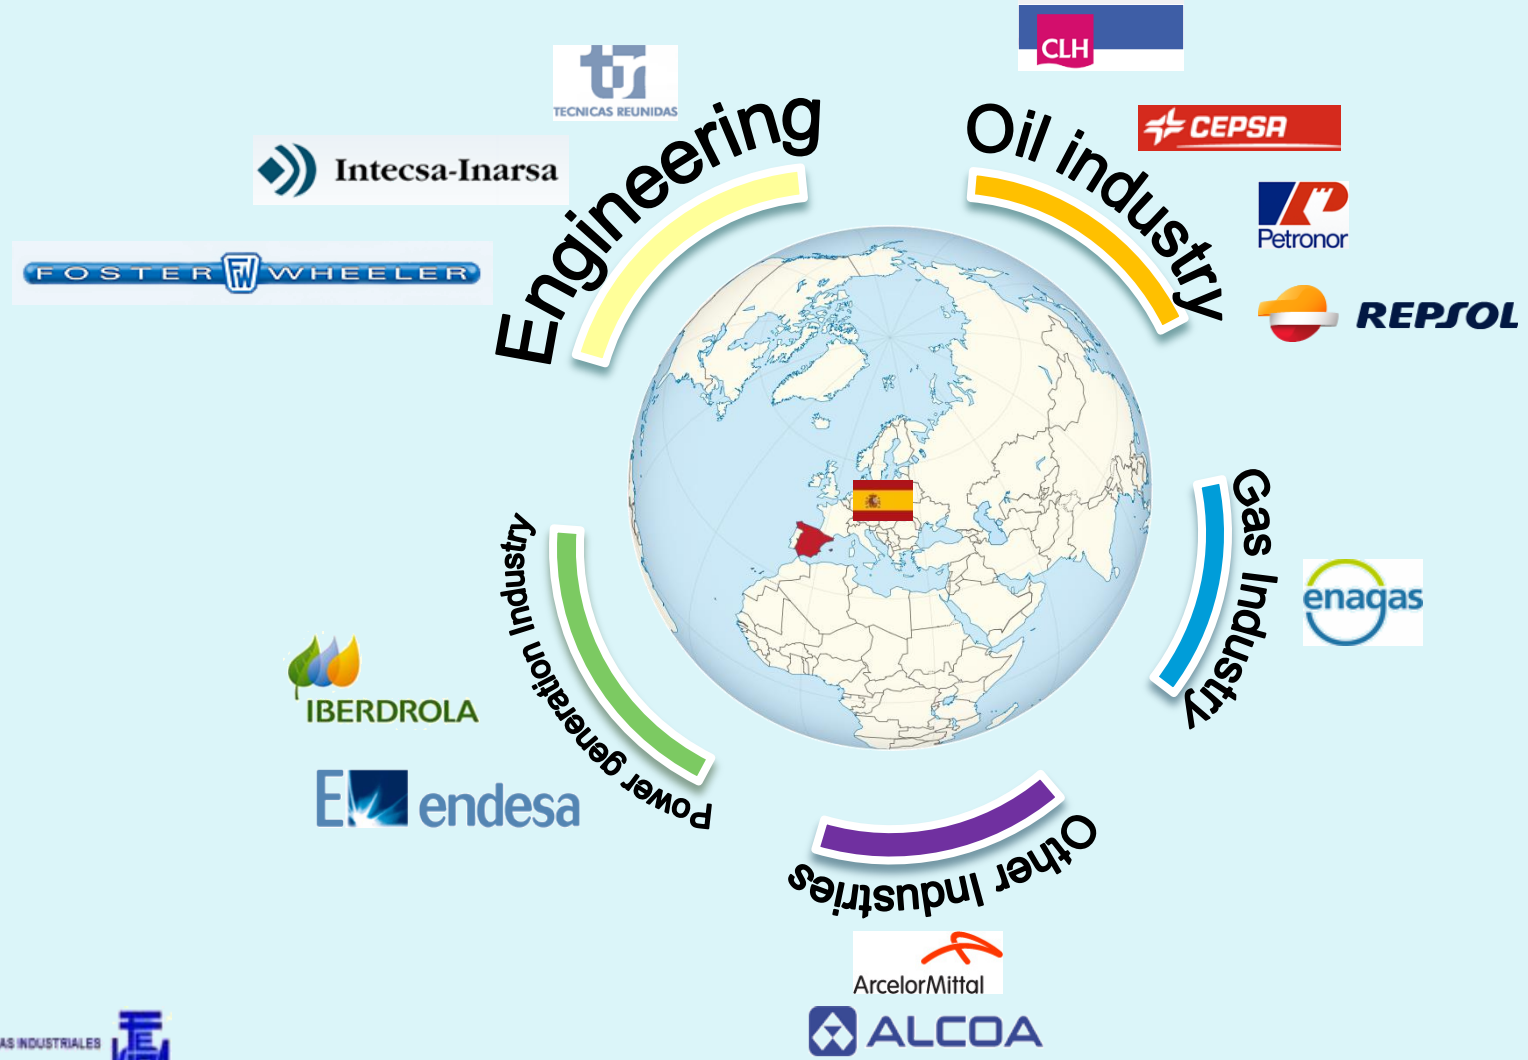 CLH
TECNICAS REUNIDAS
Engineering
Oil industry
CEPSA
Intecsa-Inarsa
Petronor
FOSTER FW WHEELER
REPSOL
Gas Industry
enagas
Power generation Industry
IBERDROLA
E endesa
Other Industries
ArcelorMittal
ALCOA
AS INDUSTRIALES